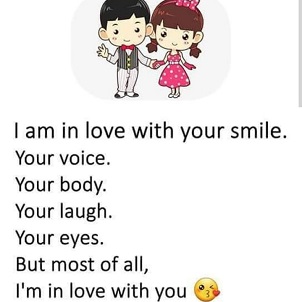 I am in love with your smile.
Your voice.
Your body.
Your laugh.
Your eyes.
But most of all,
I'm in love with you 😘